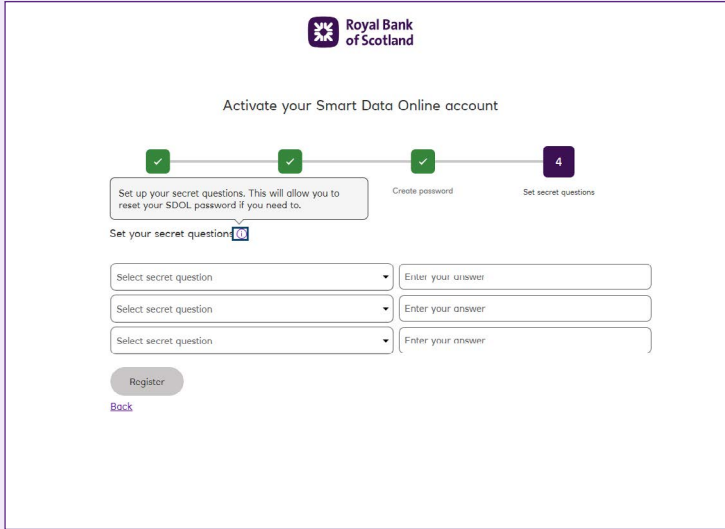 Royal Bank
of Scotland
Activate your Smart Data Online account
4
Set up your secret questions. This will allow you to
reset your SDOL password if you need to.
Create password
Set secret questions
Set your secret questions
Select secret question
Enter your answer
Select secret question
Enter your answer
Select secret question
Enter your answer
Register
Back